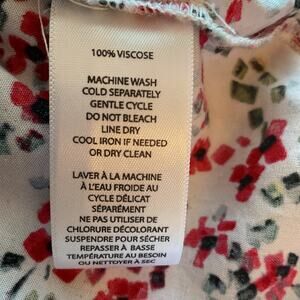 100% VISCOSE
MACHINE WASH
COLD SEPARATELY
GENTLE CYCLE
DO NOT BLEACH
LINE DRY
COOL IRON IF NEEDED
OR DRY CLEAN
LAVER À LA MACHINE
À L'EAU FROIDE AU
CYCLE DÉLICAT
SÉPARÉMENT
NE PAS UTILISER DE
CHLORURE DÉCOLORANT
SUSPENDRE POUR SÉCHER
REPASSER À BASSE
TEMPÉRATURE AU BESOIN
OU NETTOYER À SEC